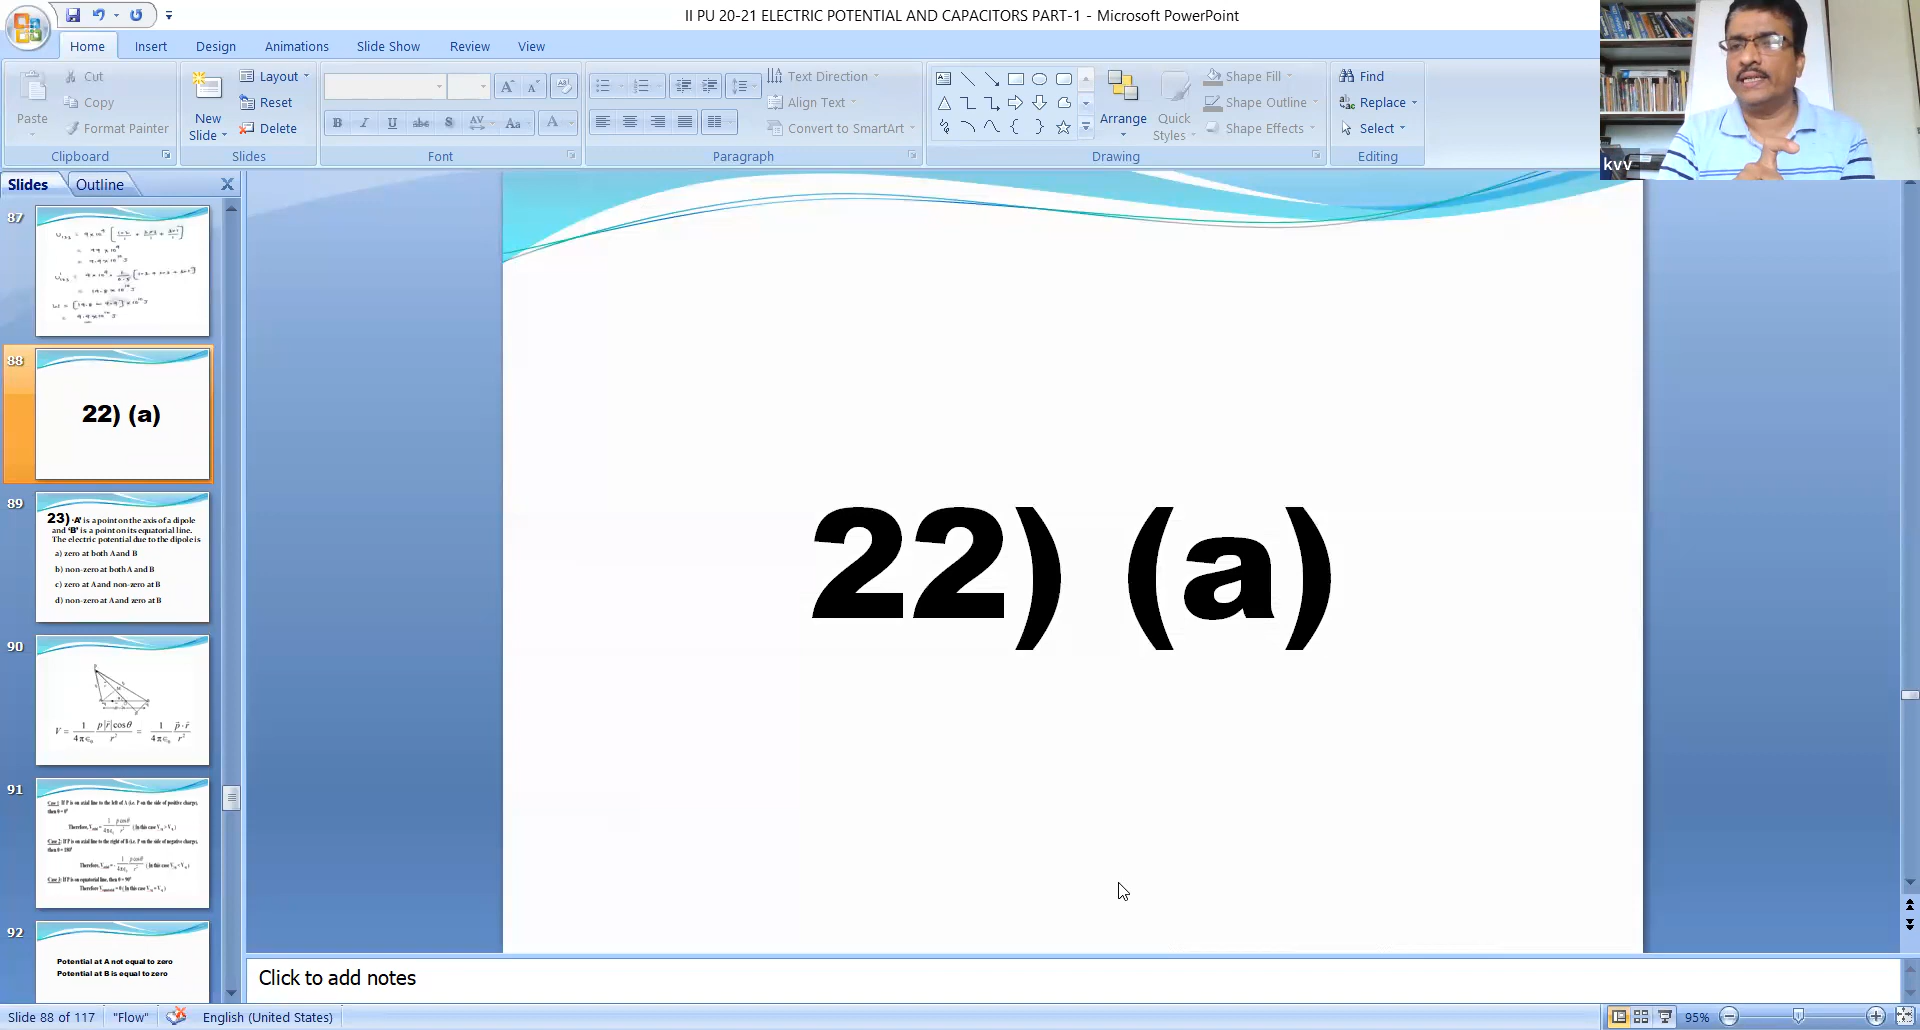 II PU 20-21 ELECTRIC POTENTIAL AND CAPACITORS PART-1 - Microsoft PowerPoint
Home Insert Design Animations Slide Show Review View
Paste
Cut
Copy
Format Painter
Clipboard
New Slide
Layout
Reset
Delete
Slides
Font
Text Direction
Align Text
Convert to SmartArt
Paragraph
Arrange
Quick Styles
Shape Fill
Shape Outline
Shape Effects
Drawing
Find
Replace
Select
Editing
kvv
Slides Outline
87
88
22) (a)
89
23) 'A' is a point on the axis of a dipole
and 'B' is a point on its equatorial line.
The electric potential due to the dipole is
a) zero at both A and B
b) non-zero at both A and B
c) zero at A and non-zero at B
d) non-zero at A and zero at B
90
91
92
Potential at A not equal to zero
Potential at B is equal to zero
22) (a)
Click to add notes
Slide 88 of 117 "Flow" English (United States) 95%